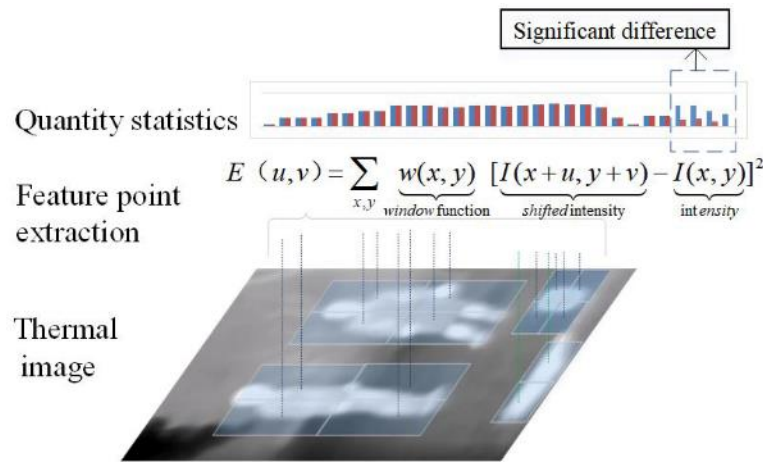 Significant difference
Quantity statistics
E (u,v) = ∑ w(x, y) [I(x+u, y+v) − I(x, y)]²
x,y
window function shifted intensity intensity
Feature point
extraction
Thermal
image